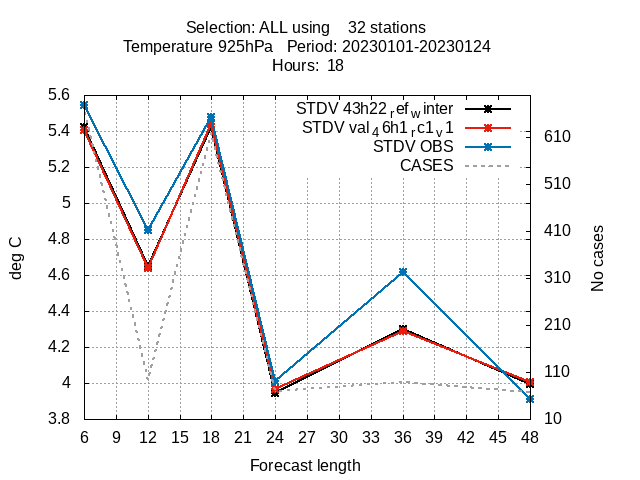 Selection: ALL using    32 stations
Temperature 925hPa   Period: 20230101-20230124
Hours: 18
STDV 43h22ref_winter
STDV val46h1rc1v1
STDV OBS
CASES
5.6
5.4
5.2
5
4.8
4.6
4.4
4.2
4
3.8
deg C
610
510
410
310
210
110
10
No cases
6 9 12 15 18 21 24 27 30 33 36 39 42 45 48
Forecast length